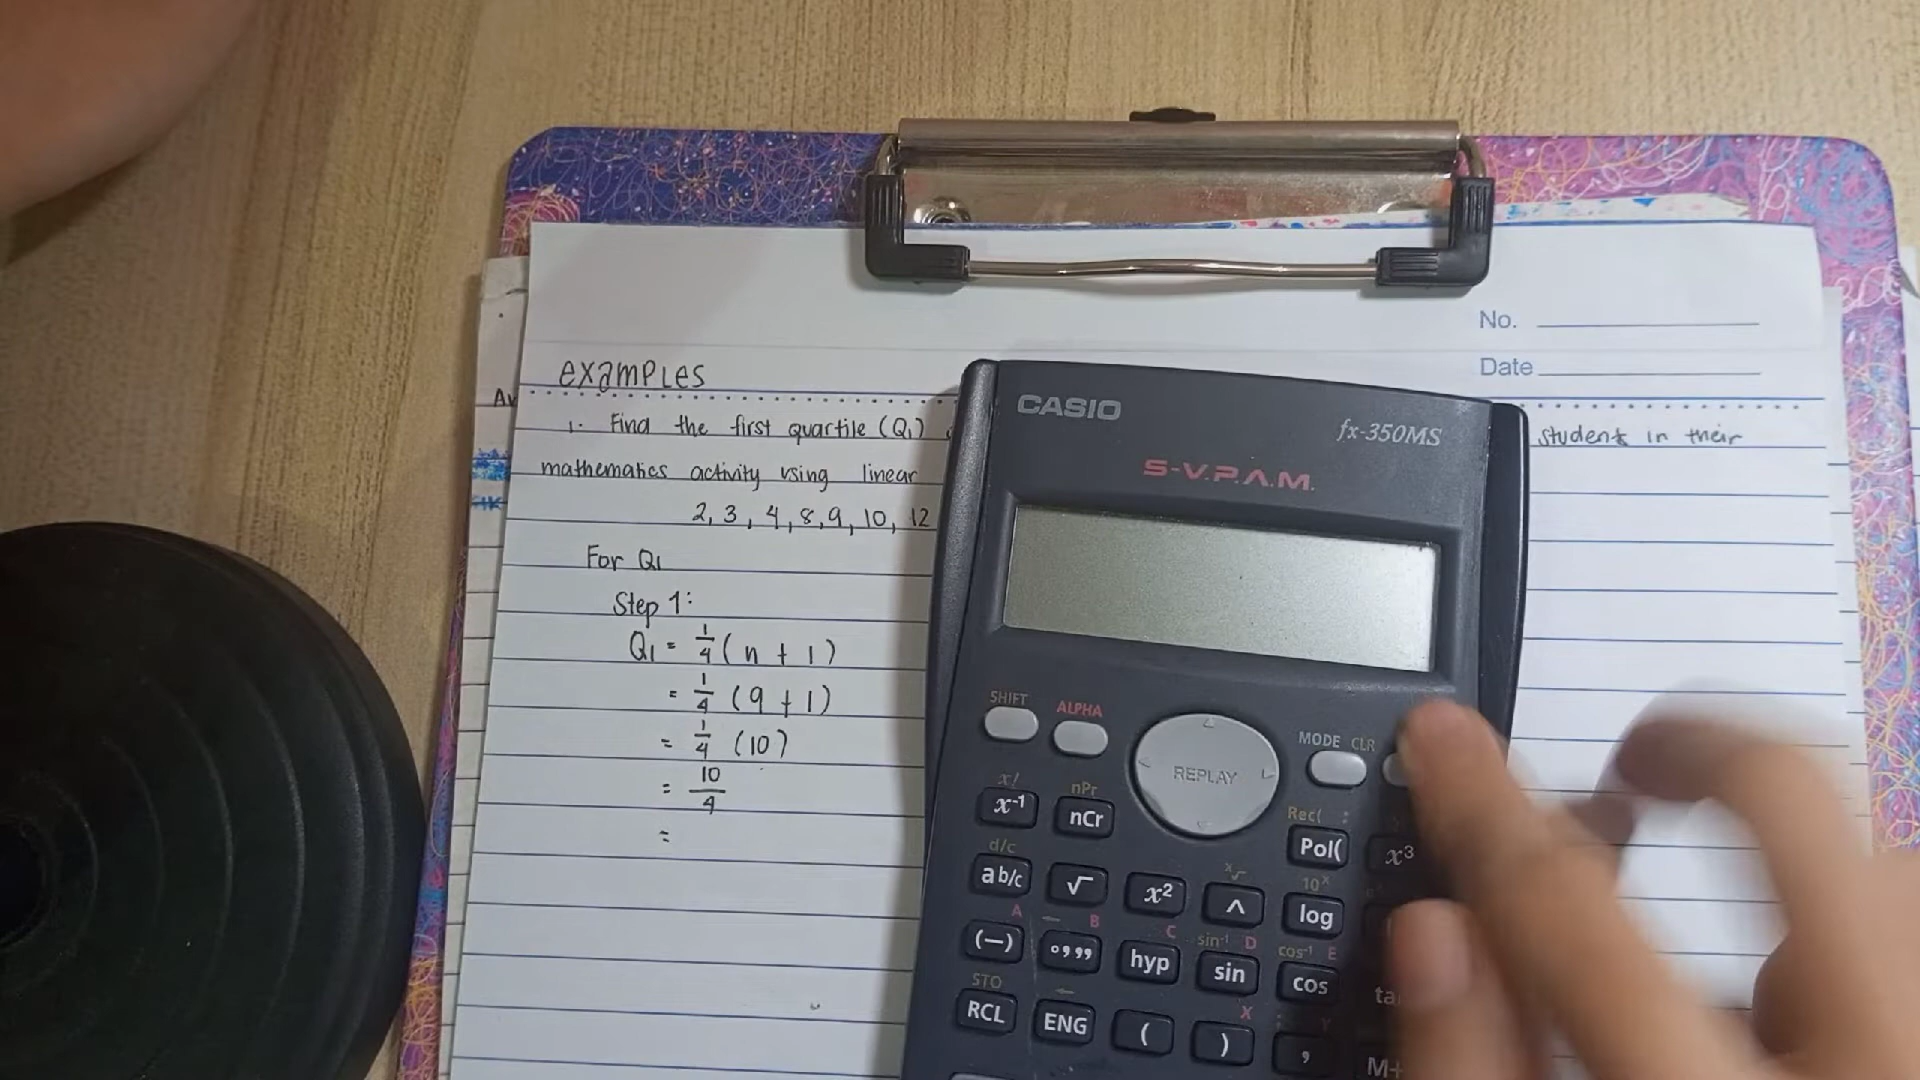 No.
Date
examples
1. Find the first quartile (Q1)
students in their
mathematics activity using linear
2, 3, 4, 8, 9, 10, 12
For Q1
Step 1:
Q1 = 1/4 (n + 1)
= 1/4 (9 + 1)
= 1/4 (10)
= 10/4
=
CASIO
fx-350MS
S-V.P.A.M.
SHIFT ALPHA
MODE CLR
REPLAY
x! nPr Rec( :
x⁻¹ nCr Pol( x³
d/c x√ 10ˣ
ab/c √ x² ^ log
A B C sin⁻¹ D cos⁻¹ E
(−) °,,, hyp sin cos
STO X Y
RCL ENG ( ) , M+